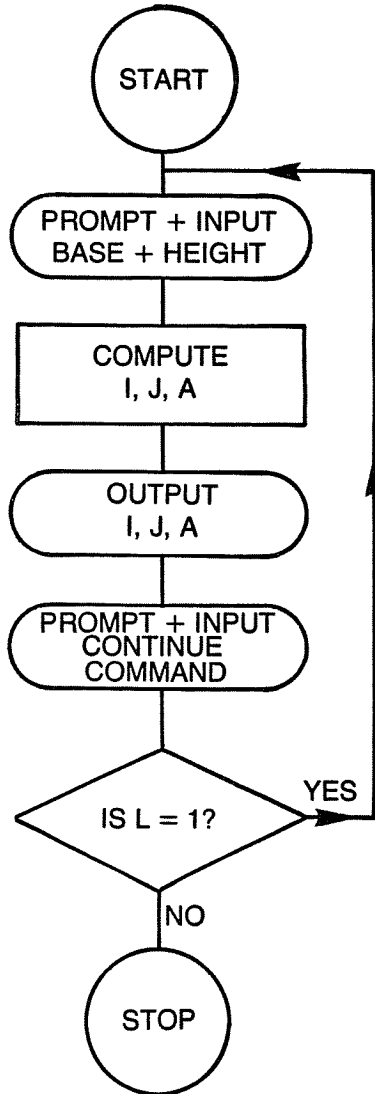 START
PROMPT + INPUT
BASE + HEIGHT
COMPUTE
I, J, A
OUTPUT
I, J, A
PROMPT + INPUT
CONTINUE
COMMAND
IS L = 1?
YES
NO
STOP